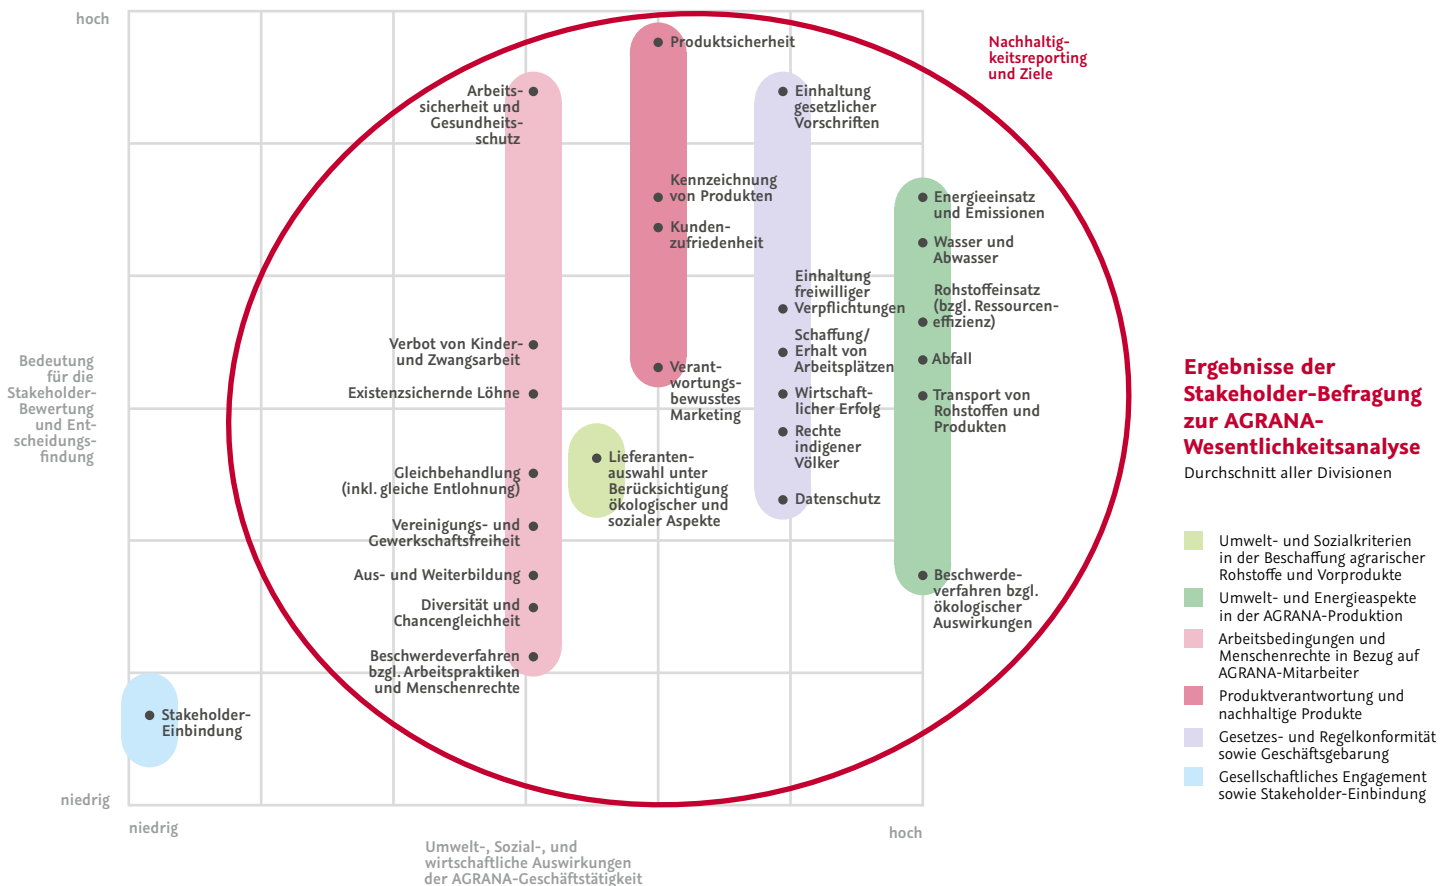 hoch
Produktsicherheit
Nachhaltig-
keitsreporting
und Ziele
Arbeits-
sicherheit und
Gesundheits-
schutz
Einhaltung
gesetzlicher
Vorschriften
Kennzeichnung
von Produkten
Kunden-
zufriedenheit
Energieeinsatz
und Emissionen
Wasser und
Abwasser
Einhaltung
freiwilliger
Verpflichtungen
Rohstoffeinsatz
(bzgl. Ressourcen-
effizienz)
Schaffung/
Erhalt von
Arbeitsplätzen
Abfall
Verbot von Kinder-
und Zwangsarbeit
Existenzsichernde Löhne
Verant-
wortungs-
bewusstes
Marketing
Wirtschaft-
licher Erfolg
Transport von
Rohstoffen und
Produkten
Rechte
indigener
Völker
Bedeutung
für die
Stakeholder-
Bewertung
und Ent-
scheidungs-
findung
Lieferanten-
auswahl unter
Berücksichtigung
ökologischer und
sozialer Aspekte
Gleichbehandlung
(inkl. gleiche Entlohnung)
Datenschutz
Vereinigungs- und
Gewerkschaftsfreiheit
Aus- und Weiterbildung
Diversität und
Chancengleichheit
Beschwerde-
verfahren bzgl.
ökologischer
Auswirkungen
Beschwerdeverfahren
bzgl. Arbeitspraktiken
und Menschenrechte
Stakeholder-
Einbindung
niedrig
niedrig
hoch
Umwelt-, Sozial-, und
wirtschaftliche Auswirkungen
der AGRANA-Geschäftstätigkeit
Ergebnisse der
Stakeholder-Befragung
zur AGRANA-
Wesentlichkeitsanalyse
Durchschnitt aller Divisionen
Umwelt- und Sozialkriterien
in der Beschaffung agrarischer
Rohstoffe und Vorprodukte
Umwelt- und Energieaspekte
in der AGRANA-Produktion
Arbeitsbedingungen und
Menschenrechte in Bezug auf
AGRANA-Mitarbeiter
Produktverantwortung und
nachhaltige Produkte
Gesetzes- und Regelkonformität
sowie Geschäftsgebarung
Gesellschaftliches Engagement
sowie Stakeholder-Einbindung